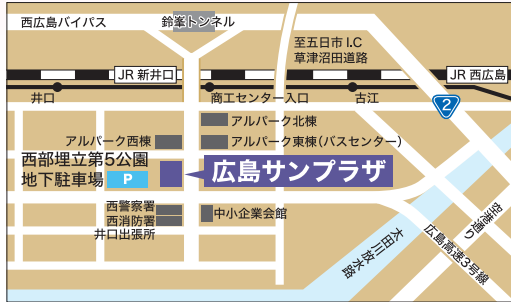 西広島バイパス
鈴峯トンネル
至五日市 I.C
草津沼田道路
JR 新井口
JR 西広島
井口
商工センター入口
古江
2
アルパーク北棟
アルパーク西棟
アルパーク東棟(バスセンター)
西部埋立第5公園
地下駐車場
P
広島サンプラザ
西警察署
西消防署
井口出張所
中小企業会館
太田川放水路
空港通り
広島高速3号線